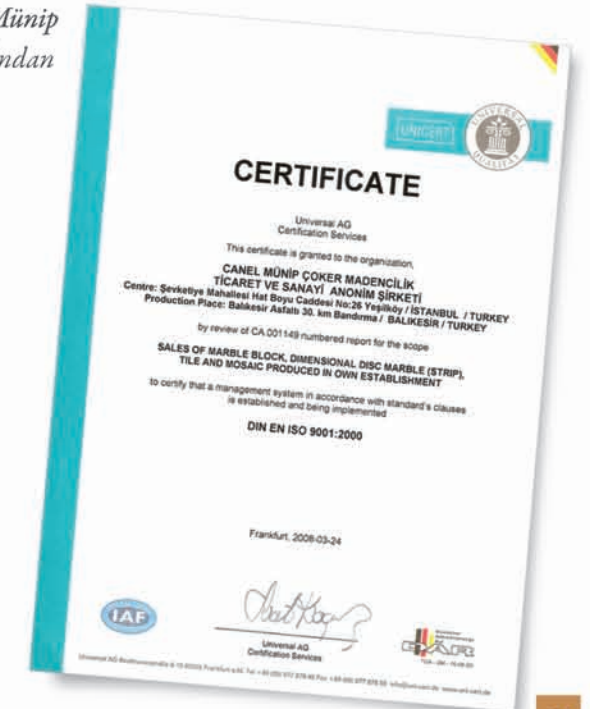 Münip
ndan
UNICERT
UNIVERSAL
QUALITÄT
CERTIFICATE
Universal AG
Certification Services
This certificate is granted to the organization,
CANEL MÜNİP ÇOKER MADENCİLİK
TİCARET VE SANAYİ ANONİM ŞİRKETİ
Centre: Şevketiye Mahallesi Hat Boyu Caddesi No:26 Yeşilköy / İSTANBUL / TURKEY
Production Place: Balıkesir Asfaltı 30. km Bandırma / BALIKESİR / TURKEY
by review of CA 001149 numbered report for the scope
SALES OF MARBLE BLOCK, DIMENSIONAL DISC MARBLE (STRIP),
TILE AND MOSAIC PRODUCED IN OWN ESTABLISHMENT
to certify that a management system in accordance with standard's clauses
is established and being implemented
DIN EN ISO 9001:2000
Frankfurt, 2008-03-24
IAF
Universal AG
Certification Services